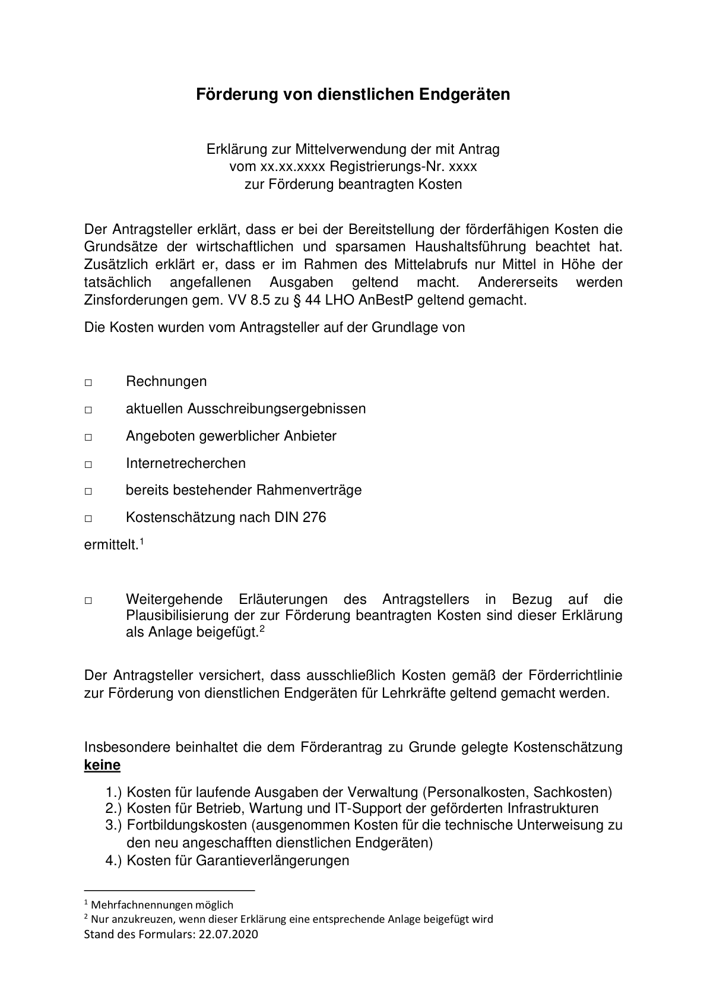 Förderung von dienstlichen Endgeräten
Erklärung zur Mittelverwendung der mit Antrag
vom xx.xx.xxxx Registrierungs-Nr. xxxx
zur Förderung beantragten Kosten
Der Antragsteller erklärt, dass er bei der Bereitstellung der förderfähigen Kosten die
Grundsätze der wirtschaftlichen und sparsamen Haushaltsführung beachtet hat.
Zusätzlich erklärt er, dass er im Rahmen des Mittelabrufs nur Mittel in Höhe der
tatsächlich angefallenen Ausgaben geltend macht. Andererseits werden
Zinsforderungen gem. VV 8.5 zu § 44 LHO AnBestP geltend gemacht.
Die Kosten wurden vom Antragsteller auf der Grundlage von
□ Rechnungen
□ aktuellen Ausschreibungsergebnissen
□ Angeboten gewerblicher Anbieter
□ Internetrecherchen
□ bereits bestehender Rahmenverträge
□ Kostenschätzung nach DIN 276
ermittelt.¹
□ Weitergehende Erläuterungen des Antragstellers in Bezug auf die
Plausibilisierung der zur Förderung beantragten Kosten sind dieser Erklärung
als Anlage beigefügt.²
Der Antragsteller versichert, dass ausschließlich Kosten gemäß der Förderrichtlinie
zur Förderung von dienstlichen Endgeräten für Lehrkräfte geltend gemacht werden.
Insbesondere beinhaltet die dem Förderantrag zu Grunde gelegte Kostenschätzung
keine
1.) Kosten für laufende Ausgaben der Verwaltung (Personalkosten, Sachkosten)
2.) Kosten für Betrieb, Wartung und IT-Support der geförderten Infrastrukturen
3.) Fortbildungskosten (ausgenommen Kosten für die technische Unterweisung zu
den neu angeschafften dienstlichen Endgeräten)
4.) Kosten für Garantieverlängerungen
¹ Mehrfachnennungen möglich
² Nur anzukreuzen, wenn dieser Erklärung eine entsprechende Anlage beigefügt wird
Stand des Formulars: 22.07.2020